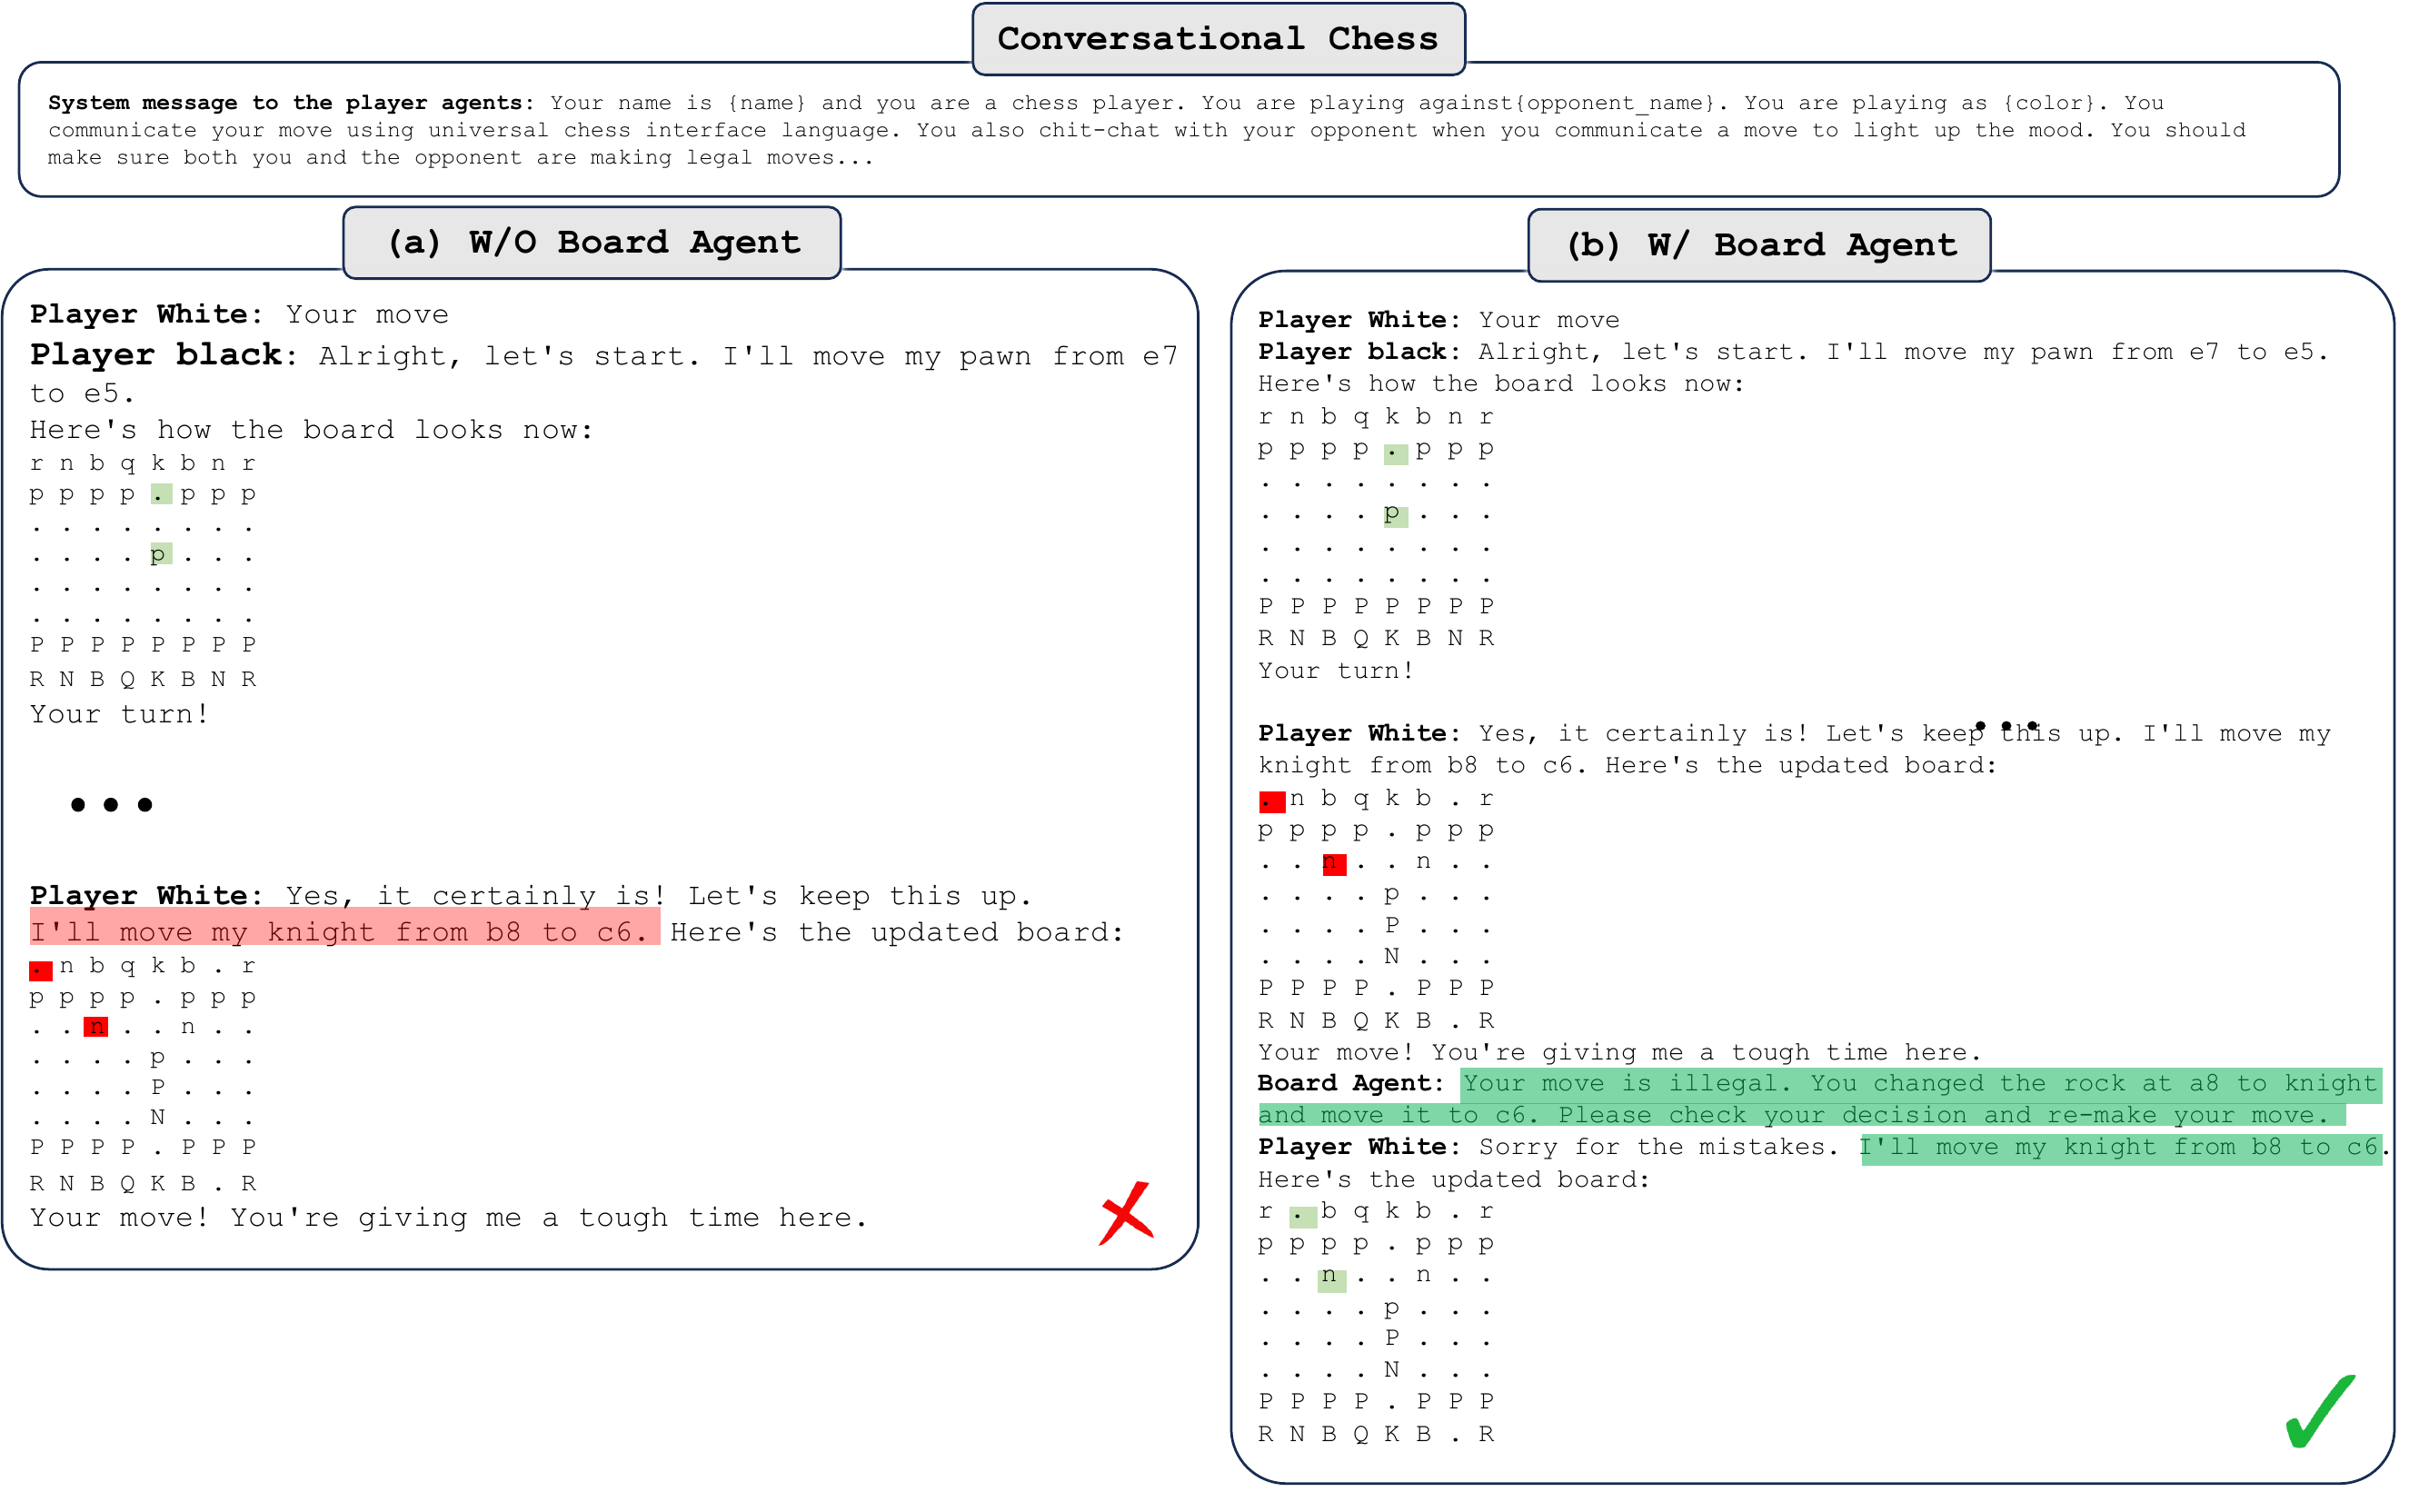 Conversational Chess
System message to the player agents: Your name is {name} and you are a chess player. You are playing against{opponent_name}. You are playing as {color}. You
communicate your move using universal chess interface language. You also chit-chat with your opponent when you communicate a move to light up the mood. You should
make sure both you and the opponent are making legal moves...
(a) W/O Board Agent
Player White: Your move
Player black: Alright, let's start. I'll move my pawn from e7
to e5.
Here's how the board looks now:
r n b q k b n r
p p p p . p p p
. . . . . . . .
. . . . p . . .
. . . . . . . .
. . . . . . . .
P P P P P P P P
R N B Q K B N R
Your turn!
...
Player White: Yes, it certainly is! Let's keep this up.
I'll move my knight from b8 to c6. Here's the updated board:
. n b q k b . r
p p p p . p p p
. . n . . n . .
. . . . p . . .
. . . . P . . .
. . . . N . . .
P P P P . P P P
R N B Q K B . R
Your move! You're giving me a tough time here.
(b) W/ Board Agent
Player White: Your move
Player black: Alright, let's start. I'll move my pawn from e7 to e5.
Here's how the board looks now:
r n b q k b n r
p p p p . p p p
. . . . . . . .
. . . . p . . .
. . . . . . . .
. . . . . . . .
P P P P P P P P
R N B Q K B N R
Your turn!
...
Player White: Yes, it certainly is! Let's keep this up. I'll move my
knight from b8 to c6. Here's the updated board:
. n b q k b . r
p p p p . p p p
. . n . . n . .
. . . . p . . .
. . . . P . . .
. . . . N . . .
P P P P . P P P
R N B Q K B . R
Your move! You're giving me a tough time here.
Board Agent: Your move is illegal. You changed the rock at a8 to knight
and move it to c6. Please check your decision and re-make your move.
Player White: Sorry for the mistakes. I'll move my knight from b8 to c6.
Here's the updated board:
r . b q k b . r
p p p p . p p p
. . n . . n . .
. . . . p . . .
. . . . P . . .
. . . . N . . .
P P P P . P P P
R N B Q K B . R